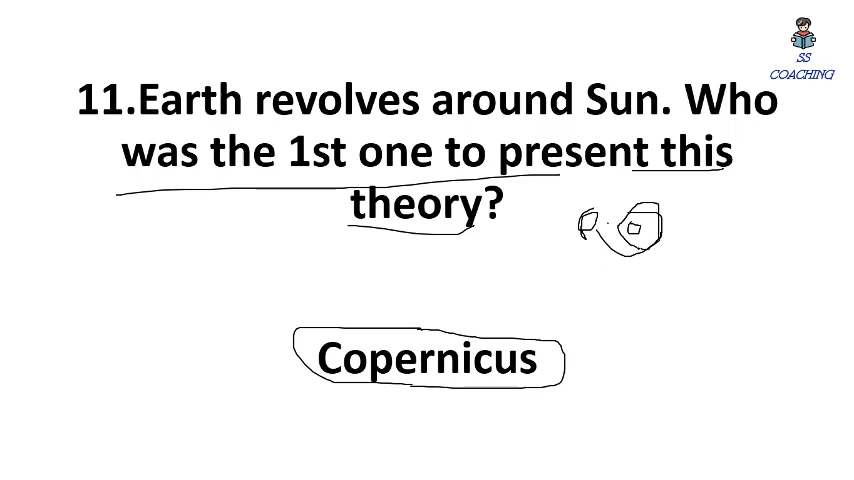 SS
COACHING
11.Earth revolves around Sun. Who
was the 1st one to present this
theory?
Copernicus